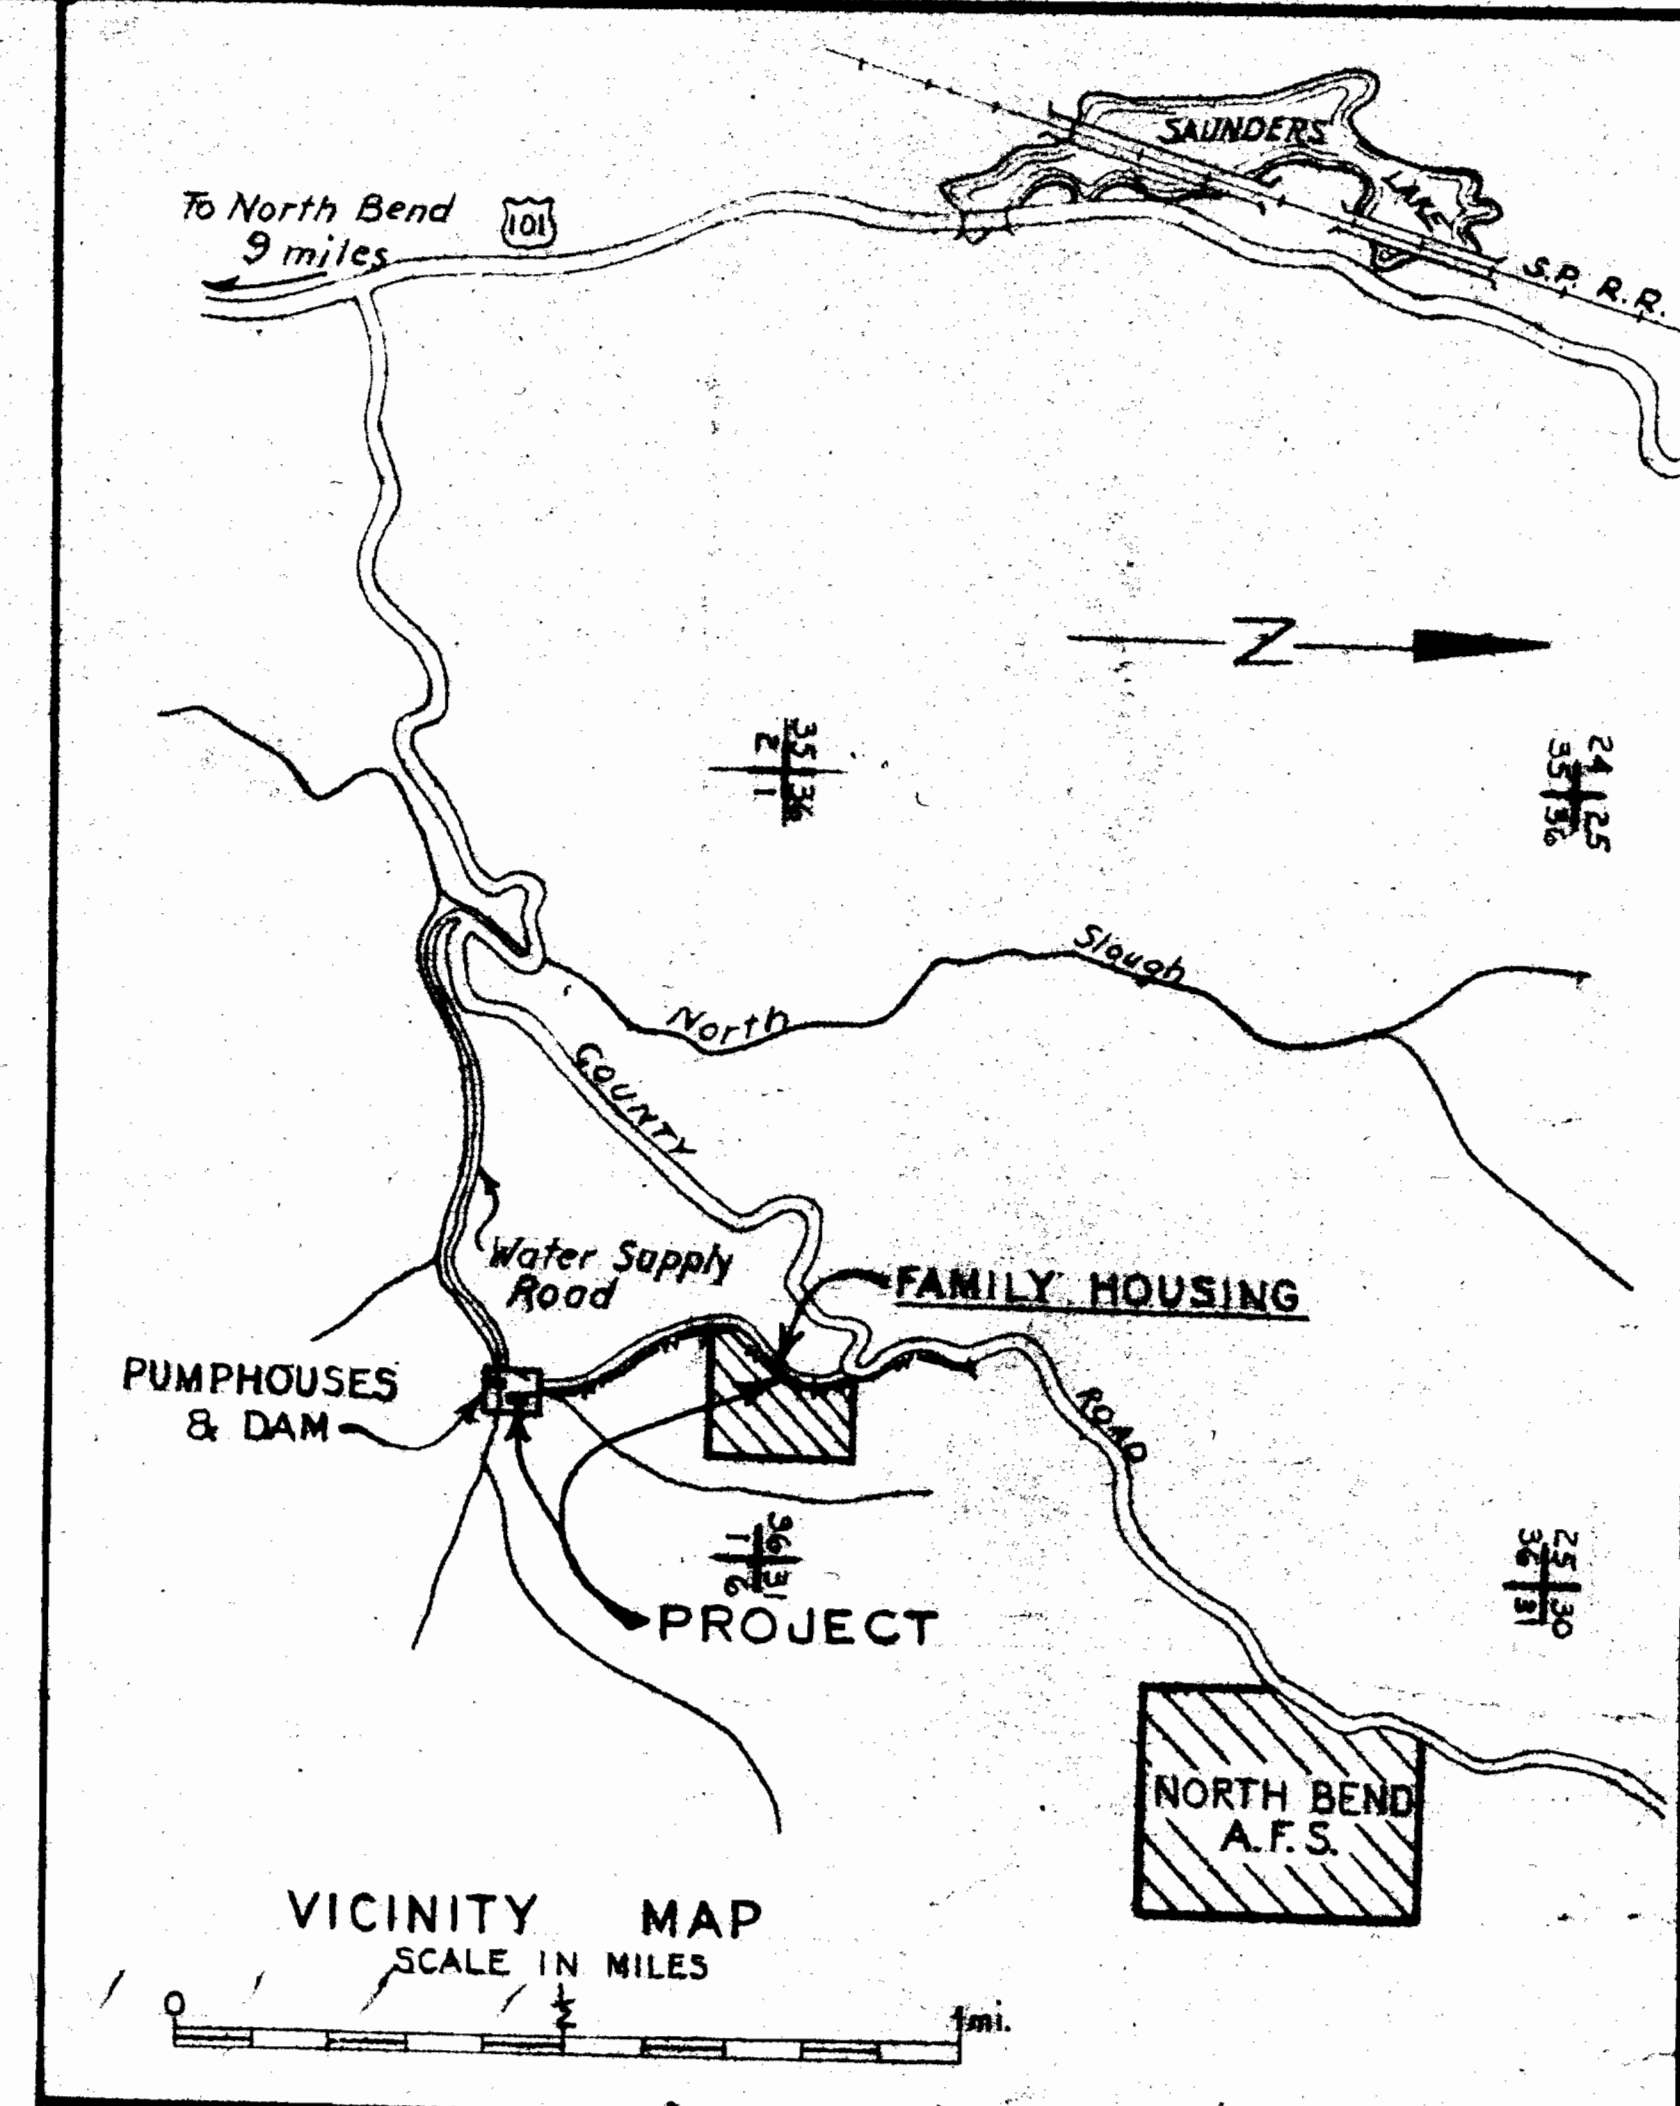 SAUNDERS
LAKE
To North Bend
9 miles
101
S.P. R.R.
N
35 36
2 1
24 25
35 36
Slough
North
COUNTY
Water Supply
Road
FAMILY HOUSING
PUMPHOUSES
& DAM
ROAD
36 31
1 6
25 30
36 31
PROJECT
NORTH BEND
A.F.S.
VICINITY MAP
SCALE IN MILES
0 ½ 1 mi.